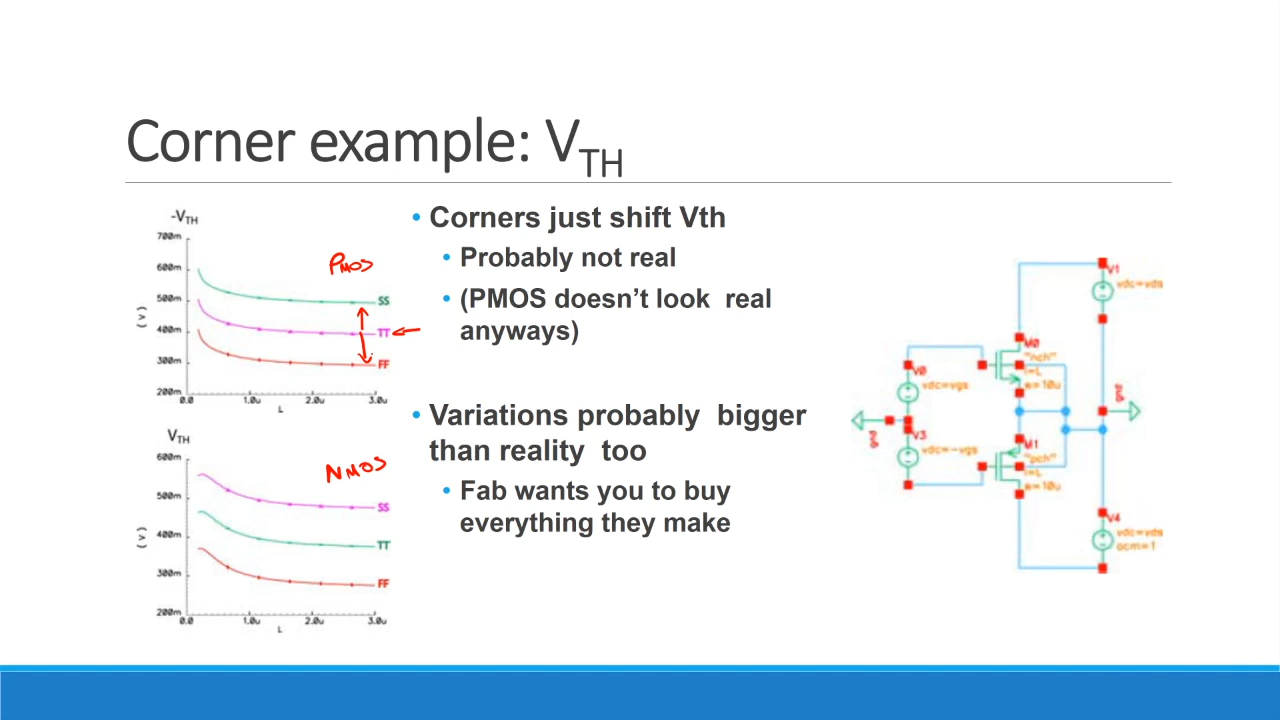 Corner example: VTH
-VTH
700m
600m
500m
400m
300m
200m
(V)
PMOS
SS
TT
FF
0.0 1.0u 2.0u 3.0u
L
VTH
600m
500m
400m
300m
200m
(V)
NMOS
SS
TT
FF
0.0 1.0u 2.0u 3.0u
L
• Corners just shift Vth
• Probably not real
• (PMOS doesn’t look real
anyways)
• Variations probably bigger
than reality too
• Fab wants you to buy
everything they make
V1
vdc=vds
M0
"nch"
l=L
w=10u
V0
vdc=vgs
gnd
gnd
V3
vdc=-vgs
M1
"pch"
l=L
w=10u
V4
vdc=vds